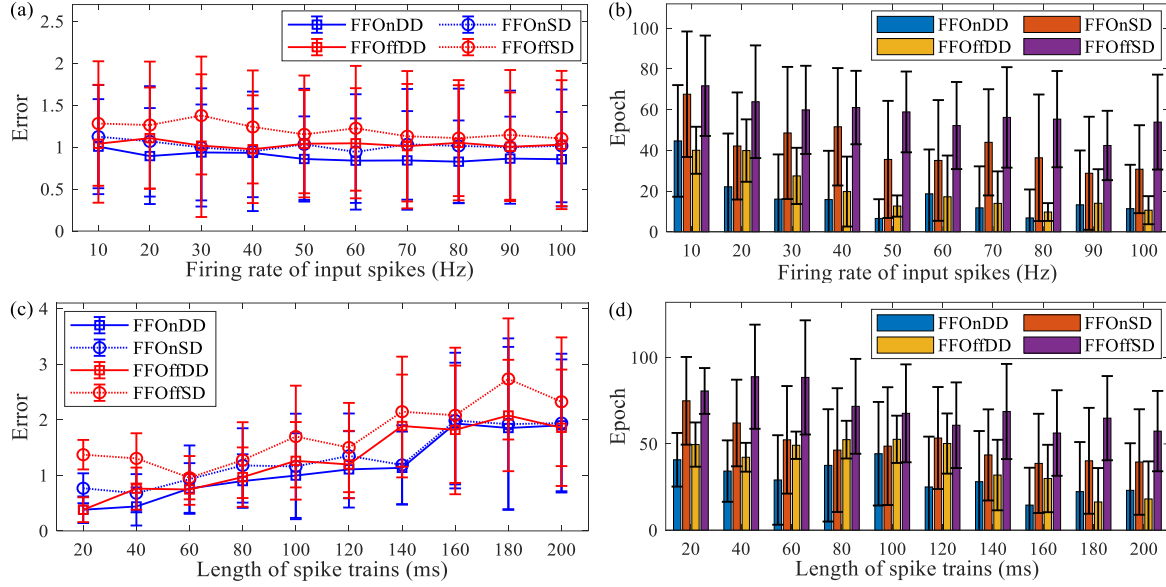 (a)
2.5
2
1.5
1
0.5
0
Error
FFOnDD
FFOnSD
FFOffDD
FFOffSD
10 20 30 40 50 60 70 80 90 100
Firing rate of input spikes (Hz)
(b)
100
80
60
40
20
0
Epoch
FFOnDD
FFOnSD
FFOffDD
FFOffSD
10 20 30 40 50 60 70 80 90 100
Firing rate of input spikes (Hz)
(c)
4
3
2
1
0
Error
FFOnDD
FFOnSD
FFOffDD
FFOffSD
20 40 60 80 100 120 140 160 180 200
Length of spike trains (ms)
(d)
100
50
0
Epoch
FFOnDD
FFOnSD
FFOffDD
FFOffSD
20 40 60 80 100 120 140 160 180 200
Length of spike trains (ms)